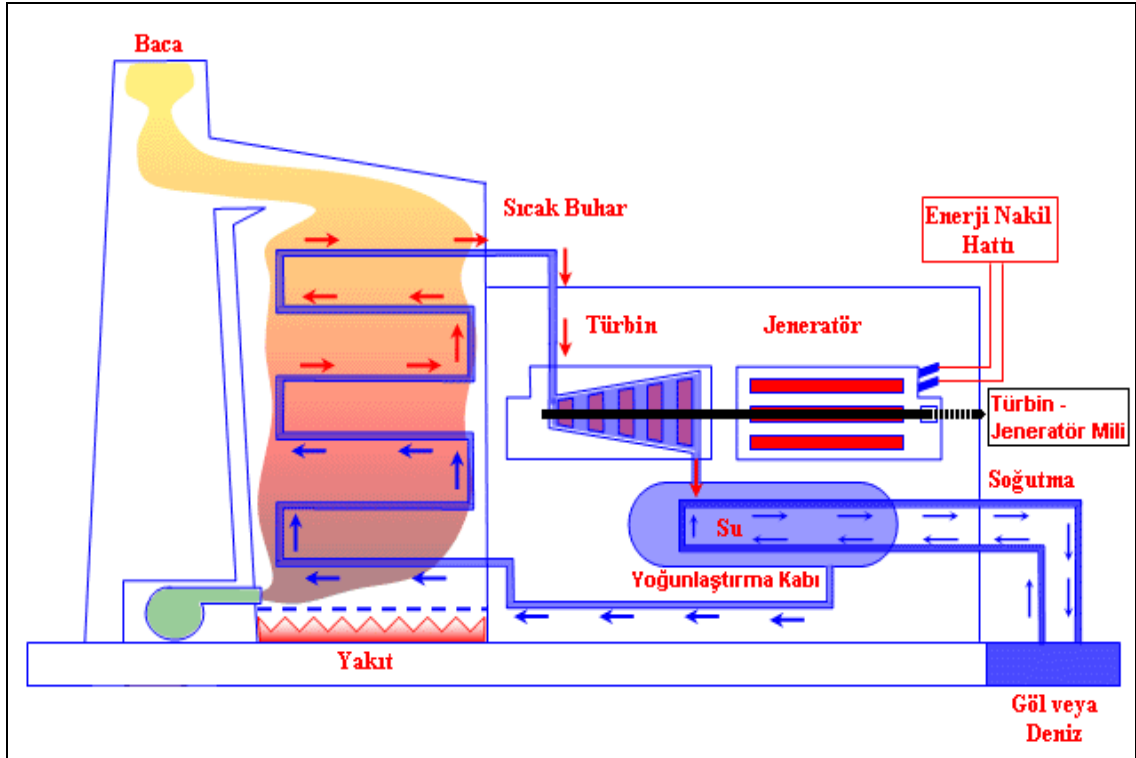 Baca
Sıcak Buhar
Enerji Nakil
Hattı
Türbin
Jeneratör
Türbin -
Jeneratör Mili
Soğutma
Su
Yoğunlaştırma Kabı
Yakıt
Göl veya
Deniz